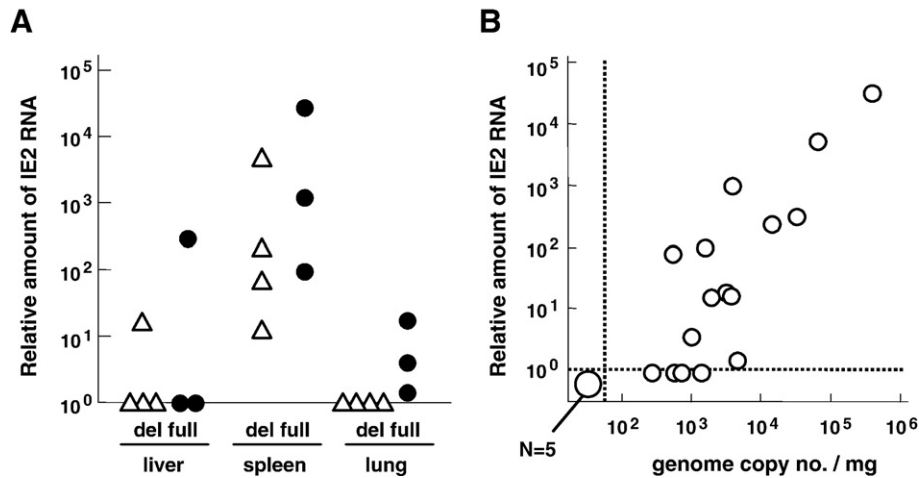 A
Relative amount of IE2 RNA
10^5
10^4
10^3
10^2
10^1
10^0
del full del full del full
liver spleen lung
B
Relative amount of IE2 RNA
10^5
10^4
10^3
10^2
10^1
10^0
N=5
10^2 10^3 10^4 10^5 10^6
genome copy no. / mg